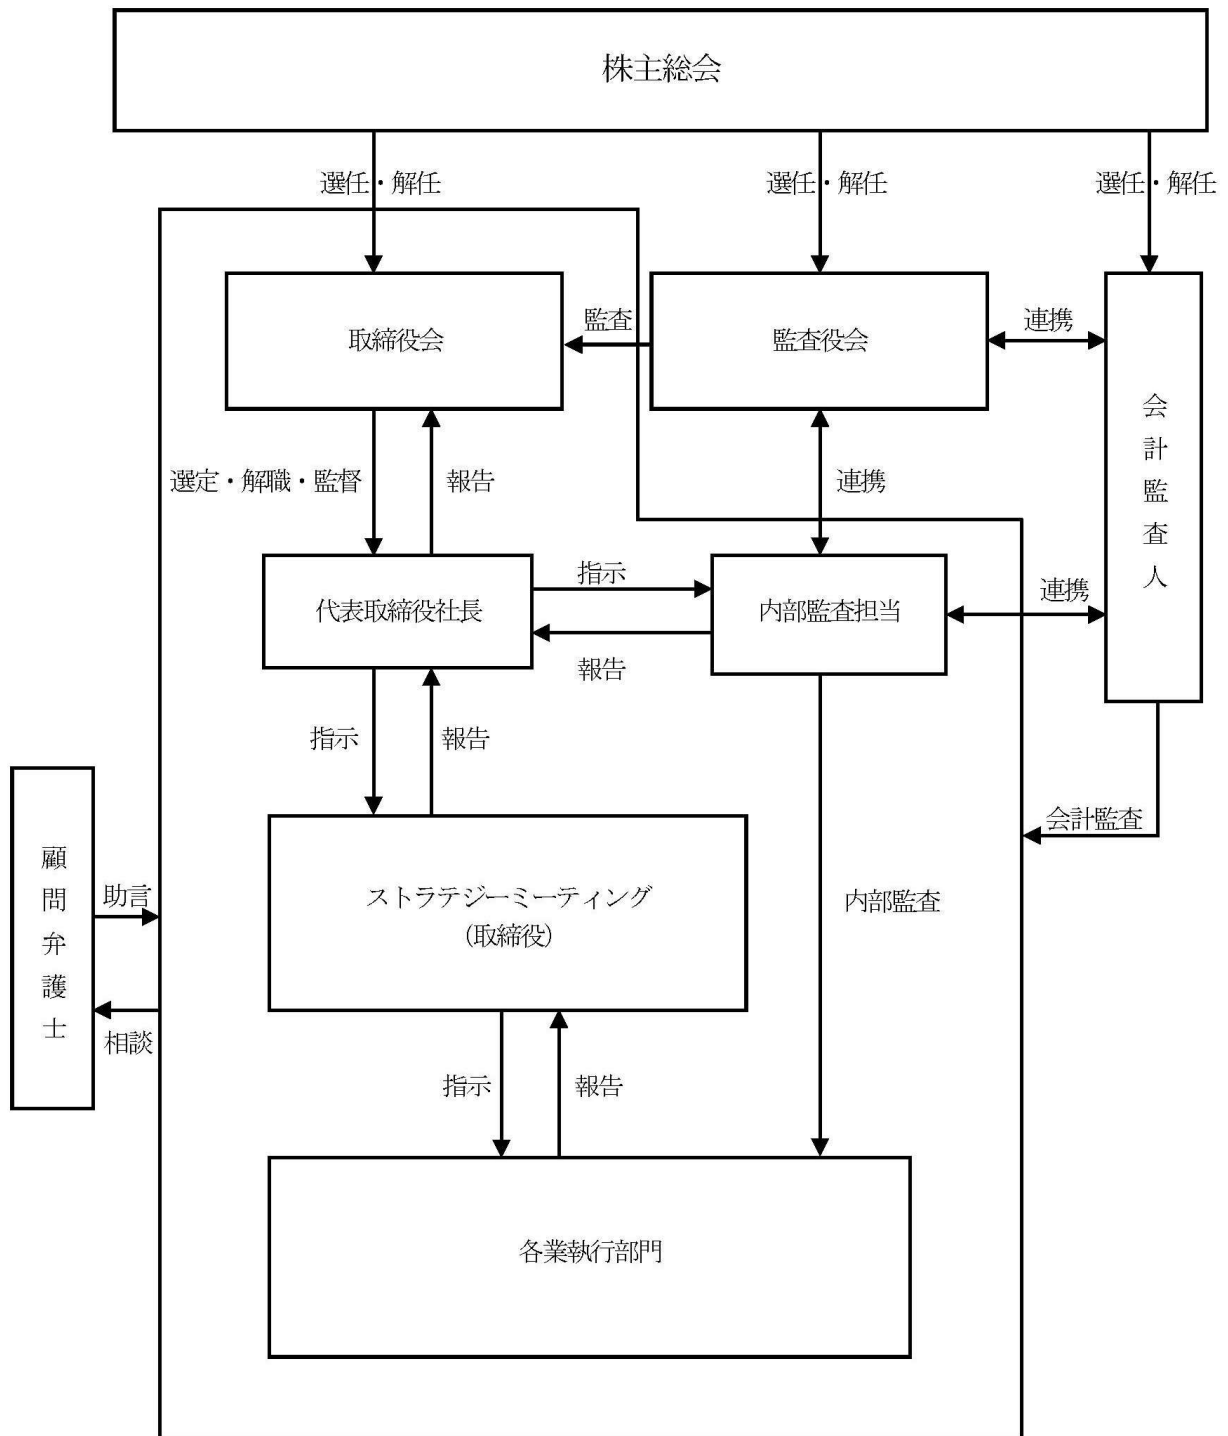 株主総会
選任・解任
選任・解任
選任・解任
取締役会
監査
監査役会
連携
会計監査人
選定・解職・監督
報告
連携
代表取締役社長
指示
報告
内部監査担当
連携
指示
報告
会計監査
顧問弁護士
助言
相談
ストラテジーミーティング
(取締役)
内部監査
指示
報告
各業執行部門